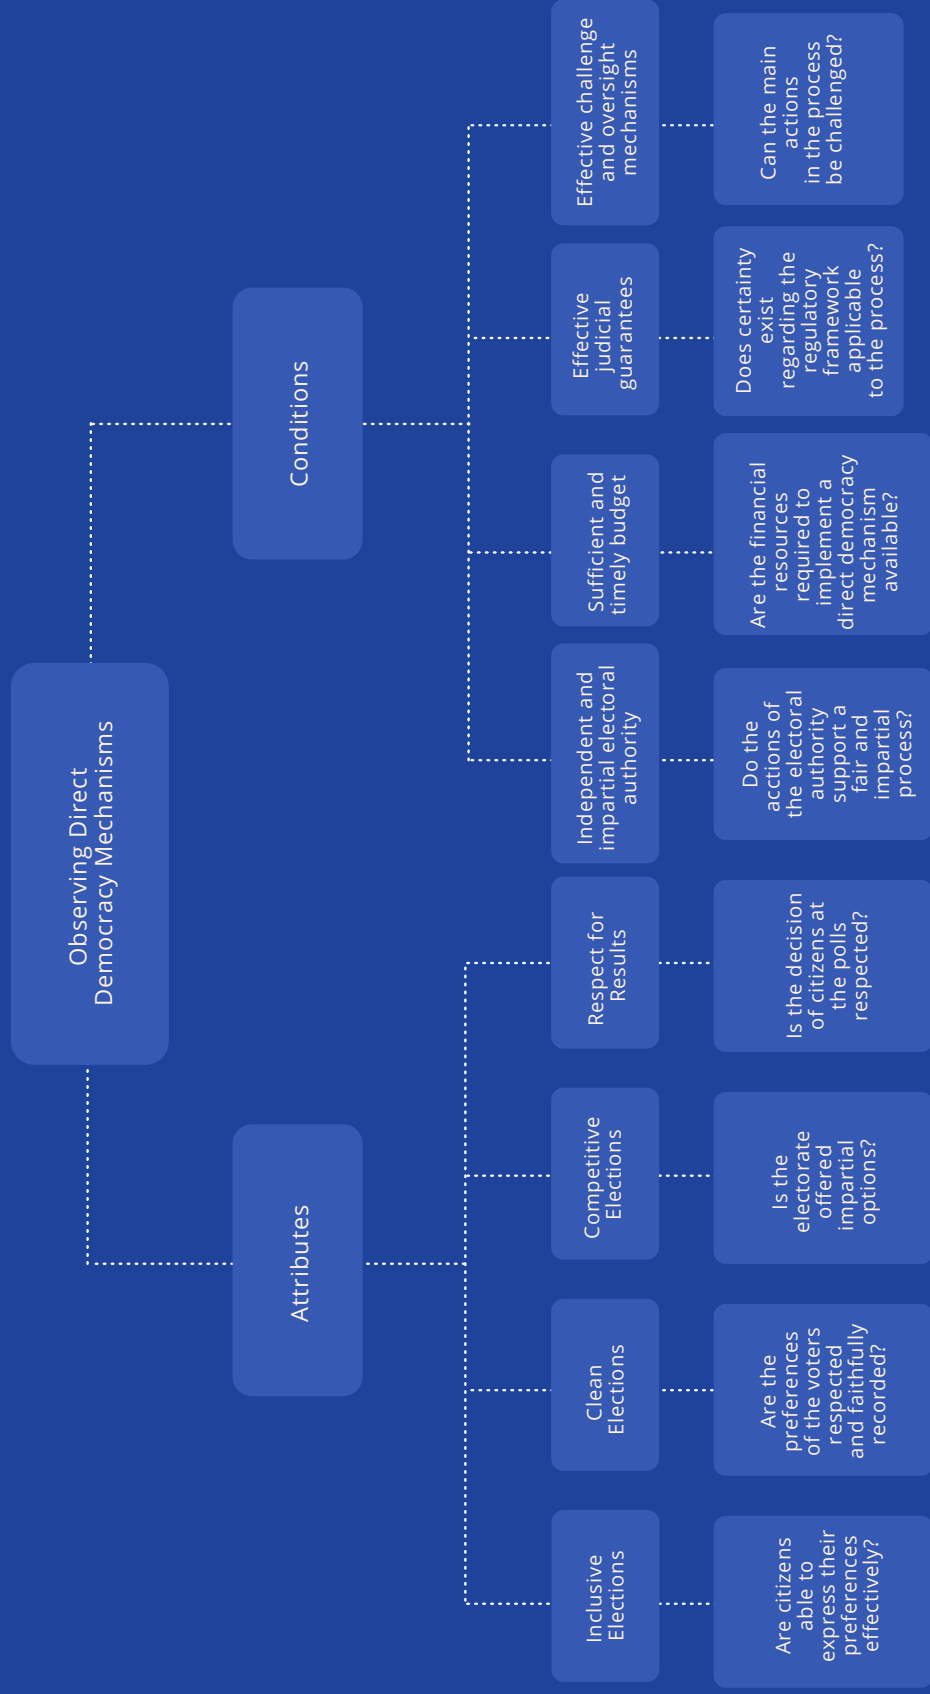 Observing Direct
Democracy Mechanisms
Attributes
Conditions
Inclusive
Elections
Clean
Elections
Competitive
Elections
Respect for
Results
Independent and
impartial electoral
authority
Sufficient and
timely budget
Effective
judicial
guarantees
Effective challenge
and oversight
mechanisms
Are citizens
able to
express their
preferences
effectively?
Are the
preferences
of the voters
respected
and faithfully
recorded?
Is the
electorate
offered
impartial
options?
Is the decision
of citizens at
the polls
respected?
Do the
acctions of
the electoral
authority
support a
fair and
impartial
process?
Are the financial
resources
required to
implement a
direct democracy
mechanism
available?
Does certainty
exist
regarding the
regulatory
framework
applicable
to the process?
Can the main
actions
in the process
be challenged?